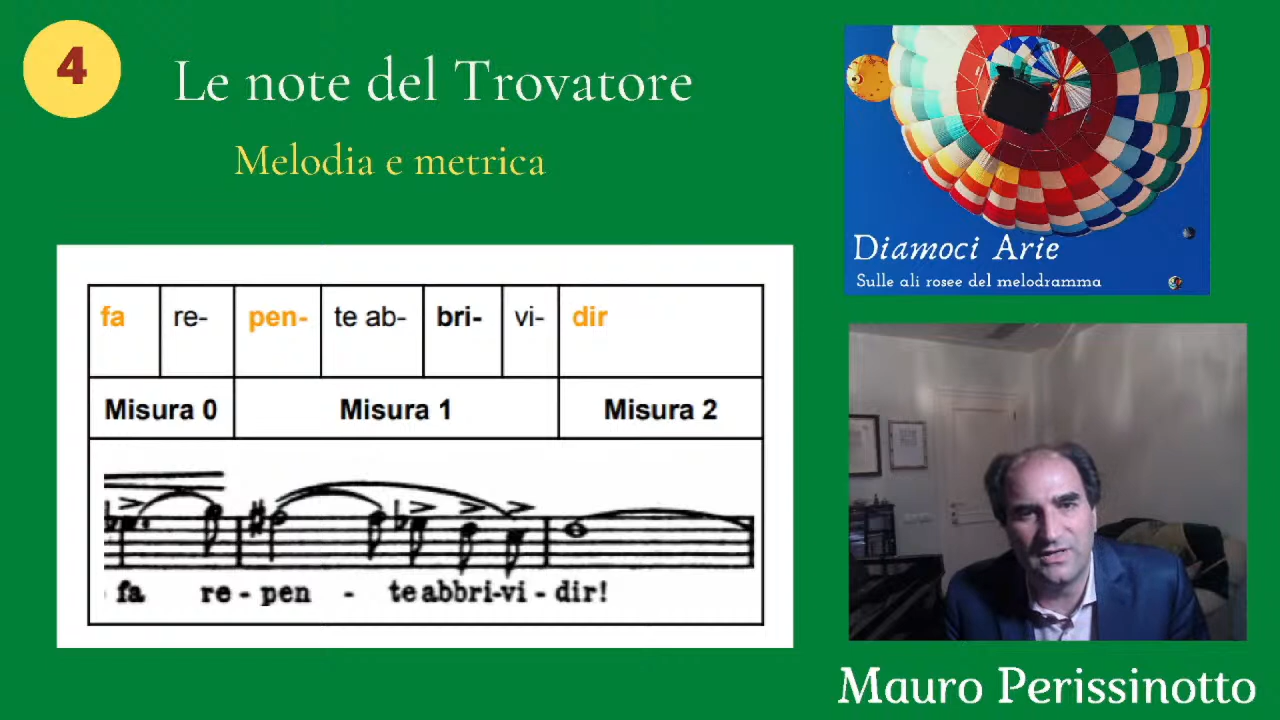 4
Le note del Trovatore
Melodia e metrica
Diamoci Arie
Sulle ali rosee del melodramma
fa re- pen- te ab- bri- vi- dir
Misura 0 Misura 1 Misura 2
fa re - pen - te abbri-vi - dir!
Mauro Perissinotto